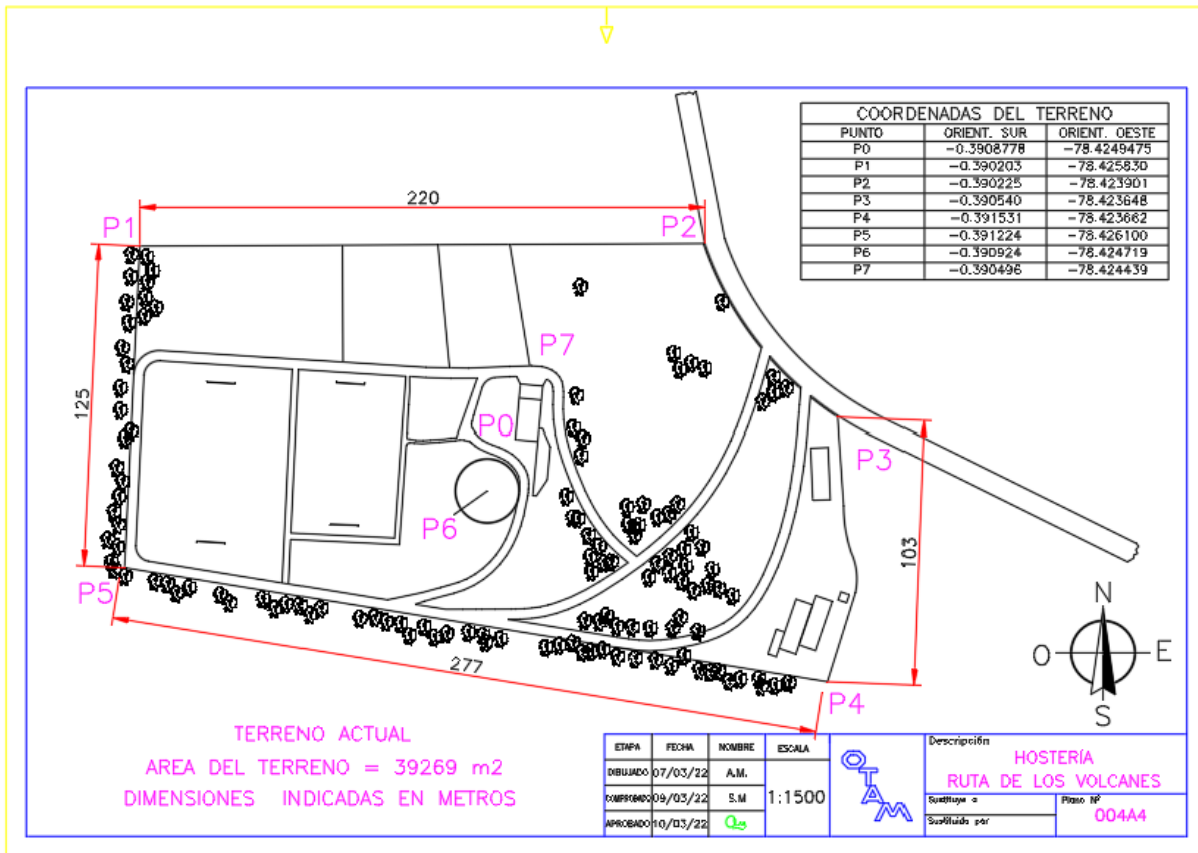 COORDENADAS DEL TERRENO
PUNTO ORIENT. SUR ORIENT. OESTE
P0 -0.3908778 -78.4249475
P1 -0.390203 -78.425830
P2 -0.390225 -78.423901
P3 -0.390540 -78.423648
P4 -0.391531 -78.423662
P5 -0.391224 -78.426100
P6 -0.390924 -78.424719
P7 -0.390496 -78.424439
220
P1
P2
P7
125
P0
P3
P6
103
P5
277
P4
N
O E
S
TERRENO ACTUAL
AREA DEL TERRENO = 39269 m2
DIMENSIONES INDICADAS EN METROS
ETAPA FECHA NOMBRE ESCALA
DIBUJADO 07/03/22 A.M.
COMPROBADO 09/03/22 S.M 1:1500
APROBADO 10/03/22
OTAM
Descripción
HOSTERÍA
RUTA DE LOS VOLCANES
Sustituye a
Sustituido por
Plano Nº
004A4